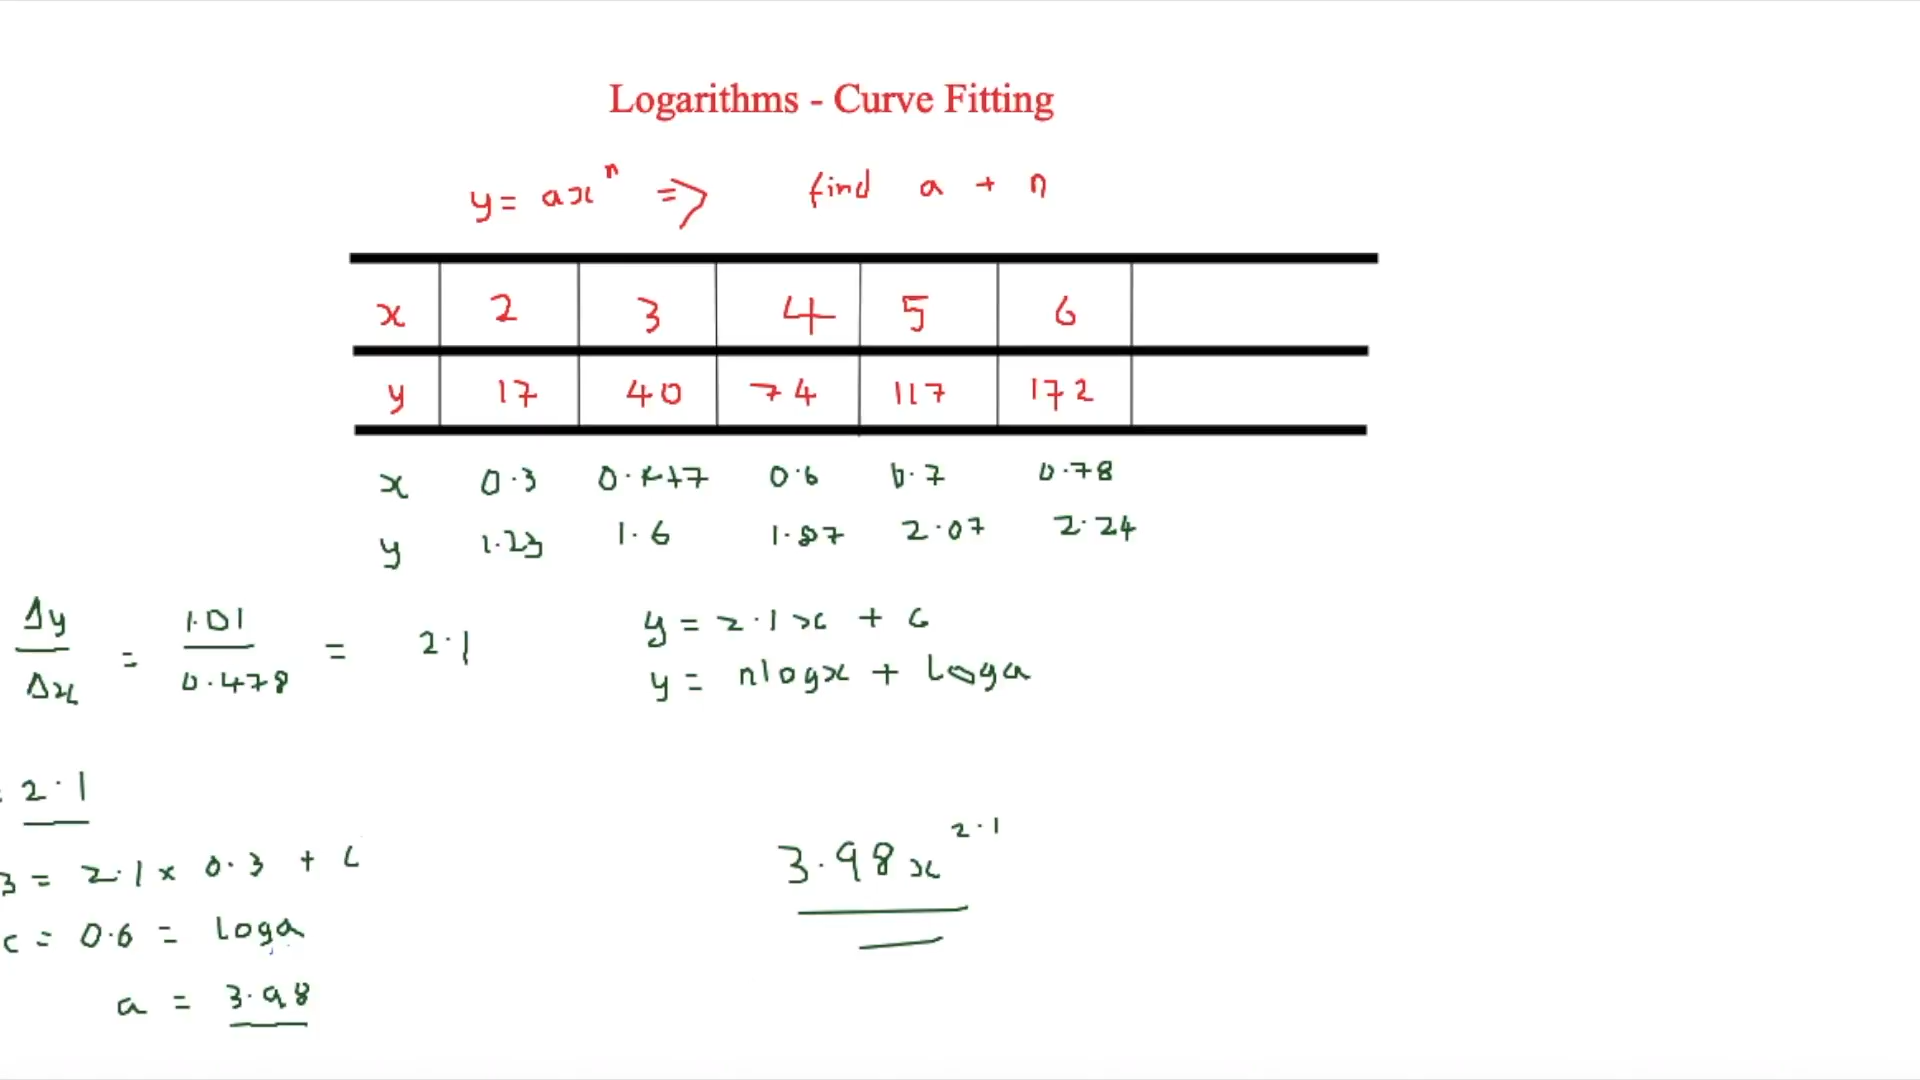 Logarithms - Curve Fitting
y = axⁿ ⇒ find a + n
x 2 3 4 5 6
y 17 40 74 117 172
x 0.3 0.477 0.6 0.7 0.78
y 1.23 1.6 1.87 2.07 2.24
Δy/Δx = 1.01/0.478 = 2.1
y = 2.1x + c
y = nlogx + loga
= 2.1
3 = 2.1 x 0.3 + c
c = 0.6 = loga
a = 3.98
3.98x^2.1